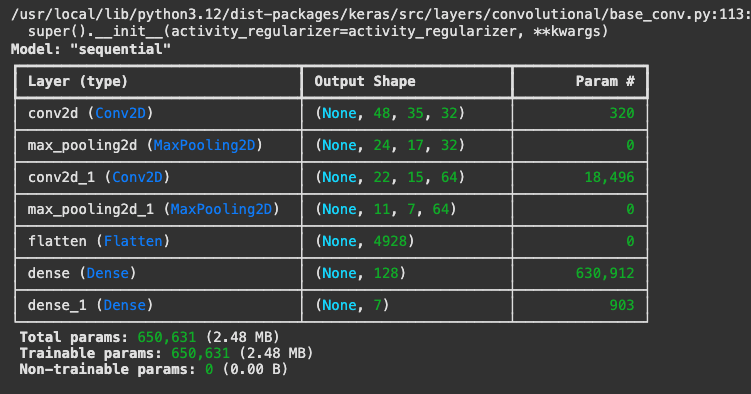 /usr/local/lib/python3.12/dist-packages/keras/src/layers/convolutional/base_conv.py:113:
super().__init__(activity_regularizer=activity_regularizer, **kwargs)
Model: "sequential"
Layer (type) Output Shape Param #
conv2d (Conv2D) (None, 48, 35, 32) 320
max_pooling2d (MaxPooling2D) (None, 24, 17, 32) 0
conv2d_1 (Conv2D) (None, 22, 15, 64) 18,496
max_pooling2d_1 (MaxPooling2D) (None, 11, 7, 64) 0
flatten (Flatten) (None, 4928) 0
dense (Dense) (None, 128) 630,912
dense_1 (Dense) (None, 7) 903
Total params: 650,631 (2.48 MB)
Trainable params: 650,631 (2.48 MB)
Non-trainable params: 0 (0.00 B)